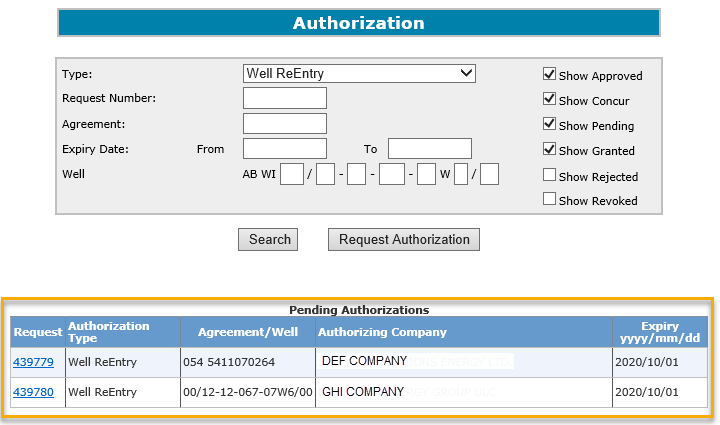 Authorization
Type: Well ReEntry Show Approved
Request Number: Show Concur
Agreement: Show Pending
Expiry Date: From To Show Granted
Well AB WI / - - - W / Show Rejected
Show Revoked
Search Request Authorization
Pending Authorizations
Request Authorization Type Agreement/Well Authorizing Company Expiry yyyy/mm/dd
439779 Well ReEntry 054 5411070264 DEF COMPANY 2020/10/01
439780 Well ReEntry 00/12-12-067-07W6/00 GHI COMPANY 2020/10/01